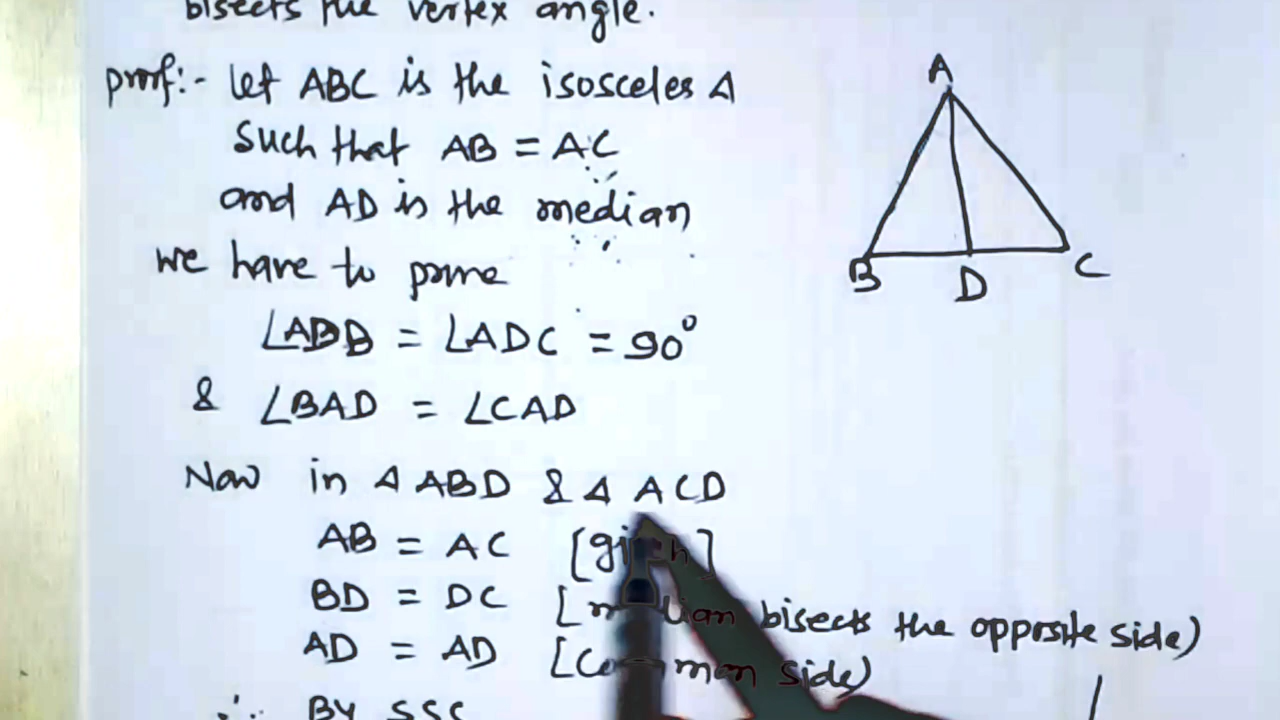 bisects the vertex angle.
proof:- let ABC is the isosceles Δ
such that AB = AC
and AD is the median
we have to prove
∠ADB = ∠ADC = 90°
& ∠BAD = ∠CAD
Now in Δ ABD & Δ ACD
AB = AC [given]
BD = DC [median bisects the opposite side)
AD = AD [common side)
∴ By SSC
A
B
D
C